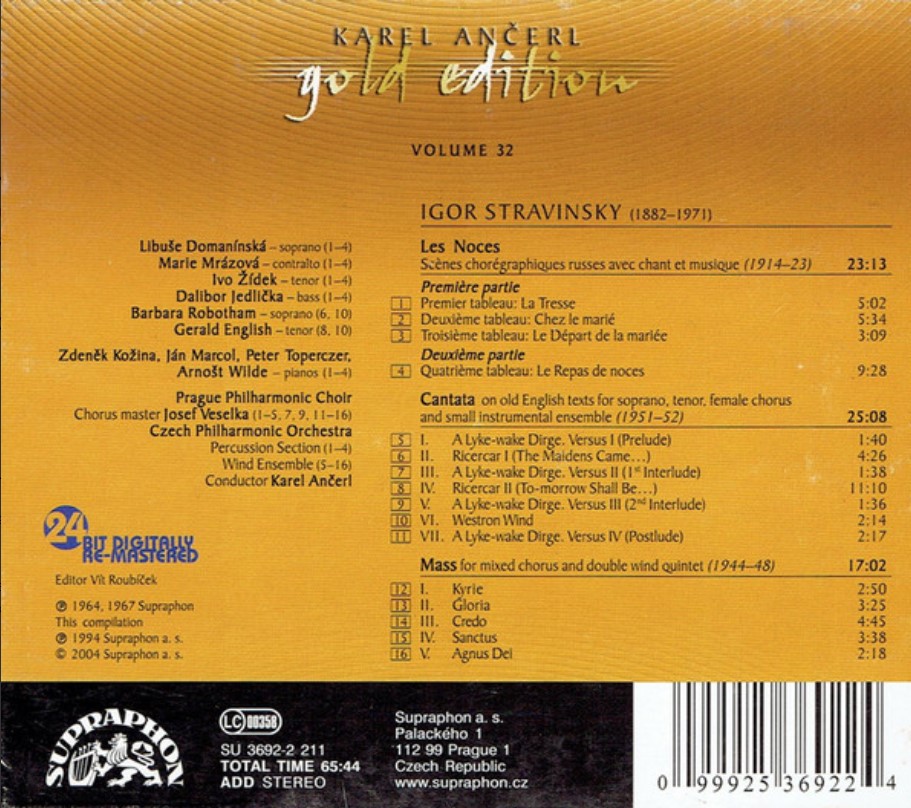 KAREL ANČERL
gold edition
VOLUME 32
Libuše Domanínská – soprano (1–4)
Marie Mrázová – contralto (1–4)
Ivo Žídek – tenor (1–4)
Dalibor Jedlička – bass (1–4)
Barbara Robotham – soprano (6, 10)
Gerald English – tenor (8, 10)
Zdeněk Kožina, Ján Marcol, Peter Toperczer,
Arnošt Wilde – pianos (1–4)
Prague Philharmonic Choir
Chorus master Josef Veselka (1–5, 7, 9, 11–16)
Czech Philharmonic Orchestra
Percussion Section (1–4)
Wind Ensemble (5–16)
Conductor Karel Ančerl
24
BIT DIGITALLY
RE-MASTERED
Editor Vít Roubíček
℗ 1964, 1967 Supraphon
This compilation
℗ 1994 Supraphon a. s.
© 2004 Supraphon a. s.
IGOR STRAVINSKY (1882–1971)
Les Noces
Scènes chorégraphiques russes avec chant et musique (1914–23) 23:13
Première partie
1 Premier tableau: La Tresse 5:02
2 Deuxième tableau: Chez le marié 5:34
3 Troisième tableau: Le Départ de la mariée 3:09
Deuxième partie
4 Quatrième tableau: Le Repas de noces 9:28
Cantata on old English texts for soprano, tenor, female chorus
and small instrumental ensemble (1951–52) 25:08
5 I. A Lyke-wake Dirge. Versus I (Prelude) 1:40
6 II. Ricercar I (The Maidens Came...) 4:26
7 III. A Lyke-wake Dirge. Versus II (1st Interlude) 1:38
8 IV. Ricercar II (To-morrow Shall Be...) 11:10
9 V. A Lyke-wake Dirge. Versus III (2nd Interlude) 1:36
10 VI. Westron Wind 2:14
11 VII. A Lyke-wake Dirge. Versus IV (Postlude) 2:17
Mass for mixed chorus and double wind quintet (1944–48) 17:02
12 I. Kyrie 2:50
13 II. Gloria 3:25
14 III. Credo 4:45
15 IV. Sanctus 3:38
16 V. Agnus Dei 2:18
SUPRAPHON
LC 00358
SU 3692-2 211
TOTAL TIME 65:44
ADD STEREO
Supraphon a. s.
Palackého 1
112 99 Prague 1
Czech Republic
www.supraphon.cz
0 99925 36922 4